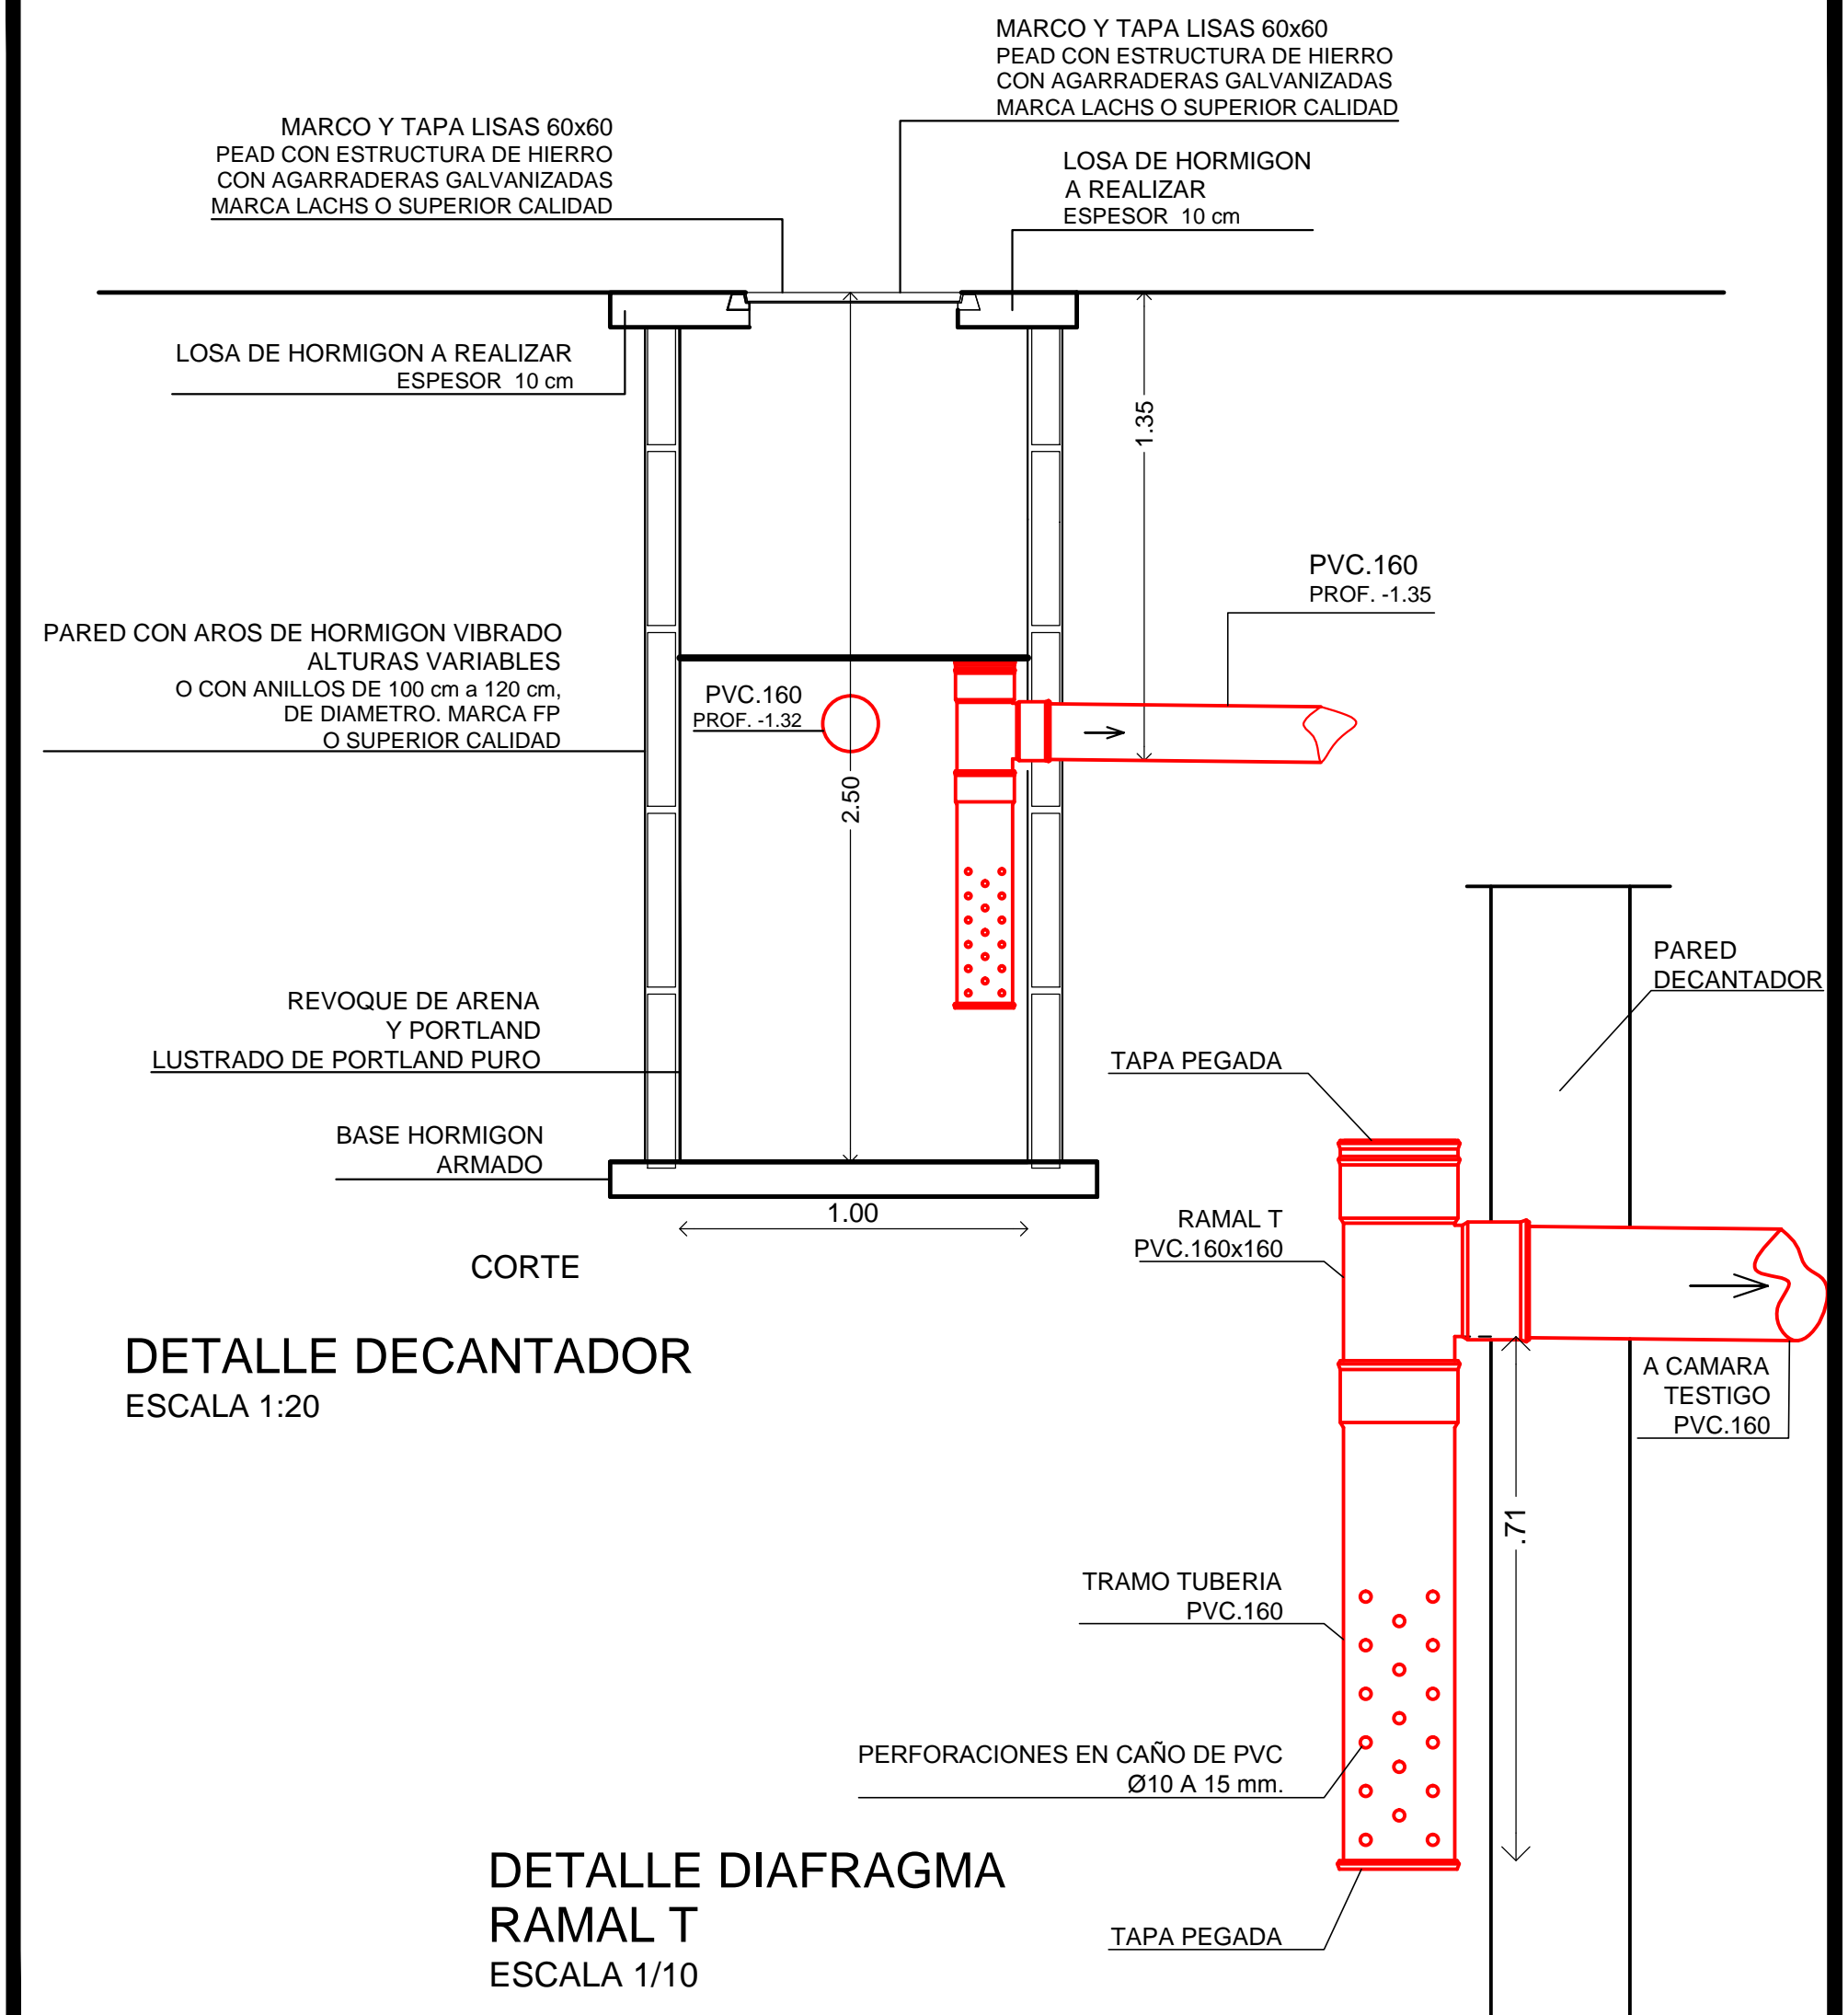 MARCO Y TAPA LISAS 60x60
PEAD CON ESTRUCTURA DE HIERRO
CON AGARRADERAS GALVANIZADAS
MARCA LACHS O SUPERIOR CALIDAD
MARCO Y TAPA LISAS 60x60
PEAD CON ESTRUCTURA DE HIERRO
CON AGARRADERAS GALVANIZADAS
MARCA LACHS O SUPERIOR CALIDAD
LOSA DE HORMIGON
A REALIZAR
ESPESOR 10 cm
LOSA DE HORMIGON A REALIZAR
ESPESOR 10 cm
1.35
PVC.160
PROF. -1.35
PARED CON AROS DE HORMIGON VIBRADO
ALTURAS VARIABLES
O CON ANILLOS DE 100 cm a 120 cm,
DE DIAMETRO. MARCA FP
O SUPERIOR CALIDAD
PVC.160
PROF. -1.32
2.50
REVOQUE DE ARENA
Y PORTLAND
LUSTRADO DE PORTLAND PURO
BASE HORMIGON
ARMADO
1.00
CORTE
DETALLE DECANTADOR
ESCALA 1:20
PARED
DECANTADOR
TAPA PEGADA
RAMAL T
PVC.160x160
A CAMARA
TESTIGO
PVC.160
.71
TRAMO TUBERIA
PVC.160
PERFORACIONES EN CAÑO DE PVC
Ø10 A 15 mm.
TAPA PEGADA
DETALLE DIAFRAGMA
RAMAL T
ESCALA 1/10